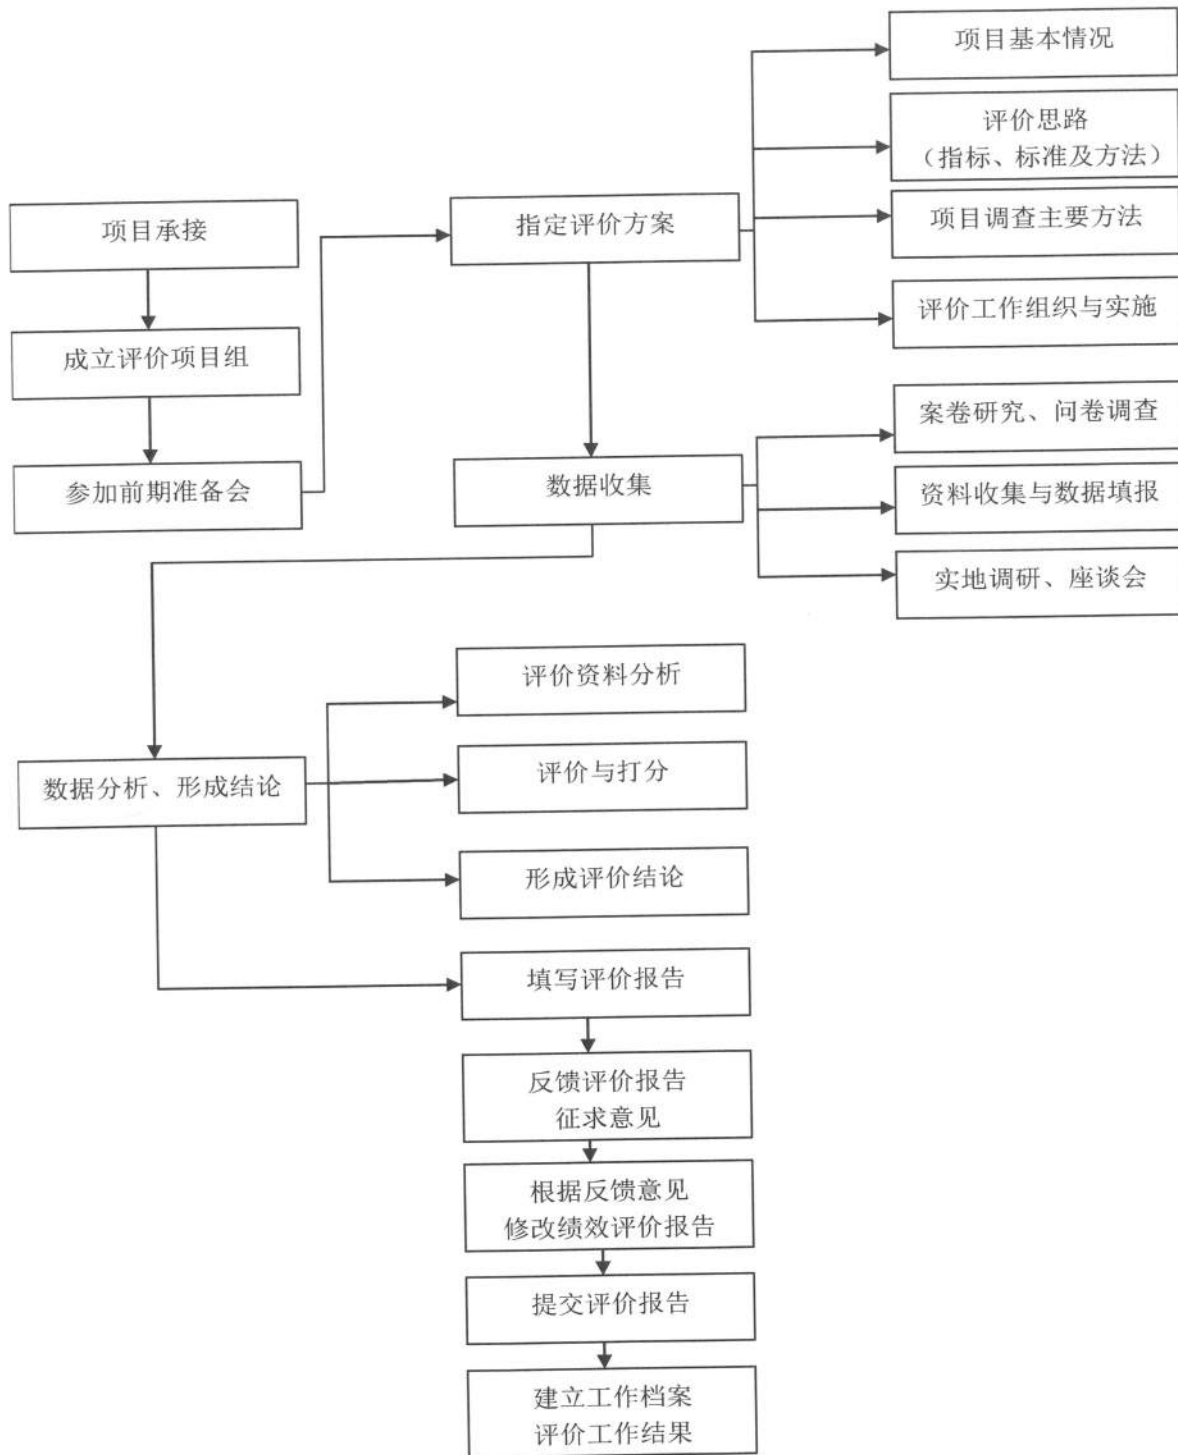 项目承接
成立评价项目组
参加前期准备会
指定评价方案
项目基本情况
评价思路
（指标、标准及方法）
项目调查主要方法
评价工作组织与实施
数据收集
案卷研究、问卷调查
资料收集与数据填报
实地调研、座谈会
数据分析、形成结论
评价资料分析
评价与打分
形成评价结论
填写评价报告
反馈评价报告
征求意见
根据反馈意见
修改绩效评价报告
提交评价报告
建立工作档案
评价工作结果